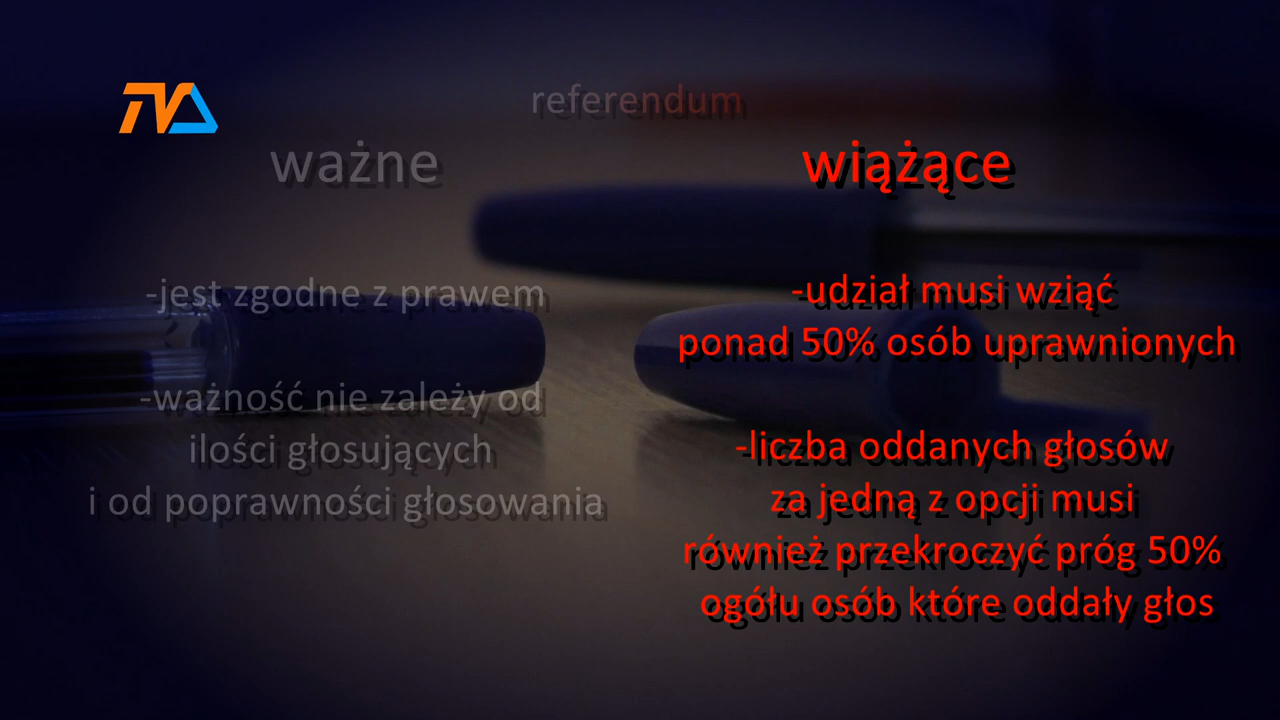 TVA
referendum
ważne
wiążące
-jest zgodne z prawem
-ważność nie zależy od
ilości głosujących
i od poprawności głosowania
-udział musi wziąć
ponad 50% osób uprawnionych
-liczba oddanych głosów
za jedną z opcji musi
również przekroczyć próg 50%
ogółu osób które oddały głos